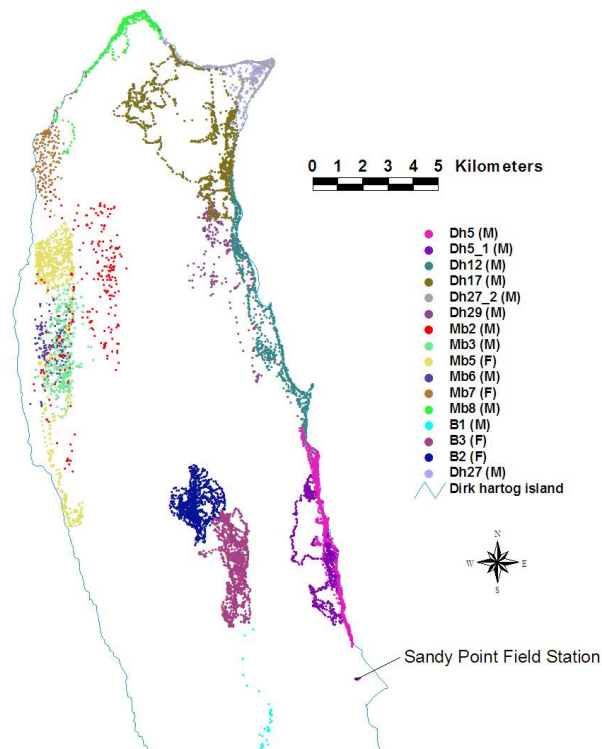 0 1 2 3 4 5 Kilometers
Dh5 (M)
Dh5_1 (M)
Dh12 (M)
Dh17 (M)
Dh27_2 (M)
Dh29 (M)
Mb2 (M)
Mb3 (M)
Mb5 (F)
Mb6 (M)
Mb7 (F)
Mb8 (M)
B1 (M)
B3 (F)
B2 (F)
Dh27 (M)
Dirk hartog island
N
W E
S
Sandy Point Field Station